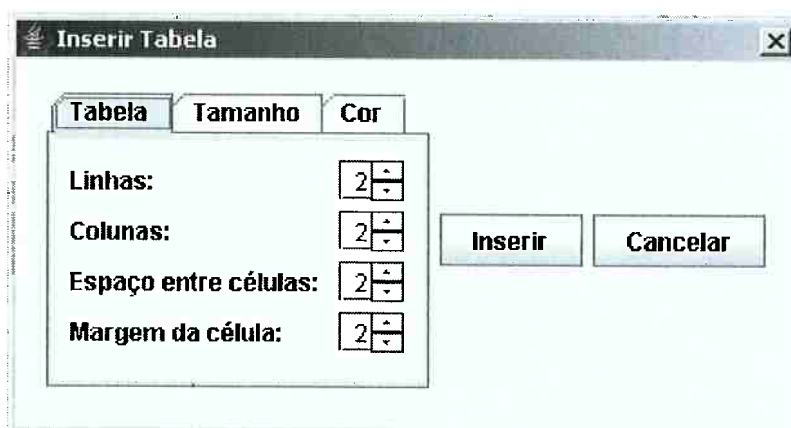 Inserir Tabela
Tabela Tamanho Cor
Linhas: 2
Colunas: 2
Espaço entre células: 2
Margem da célula: 2
Inserir Cancelar